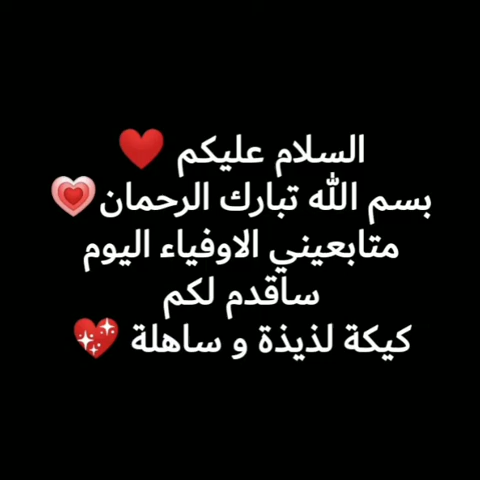 السلام عليكم ❤️
بسم الله تبارك الرحمان 💗
متابعيني الاوفياء اليوم
ساقدم لكم
كيكة لذيذة و ساهلة 💖